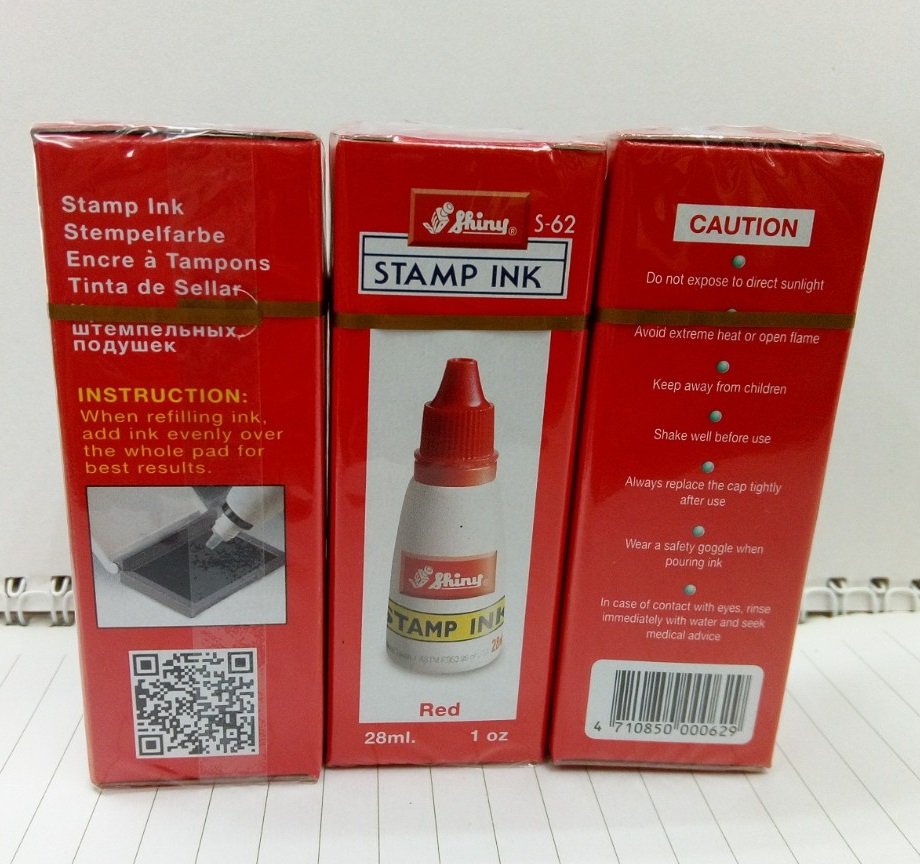 Stamp Ink
Stempelfarbe
Encre à Tampons
Tinta de Sellar
штемпельных
подушек
INSTRUCTION:
When refilling ink,
add ink evenly over
the whole pad for
best results.
Shiny® S-62
STAMP INK
Shiny
STAMP INK
Red
28ml. 1 oz
CAUTION
Do not expose to direct sunlight
Avoid extreme heat or open flame
Keep away from children
Shake well before use
Always replace the cap tightly
after use
Wear a safety goggle when
pouring ink
In case of contact with eyes, rinse
immediately with water and seek
medical advice
4 710850 000629